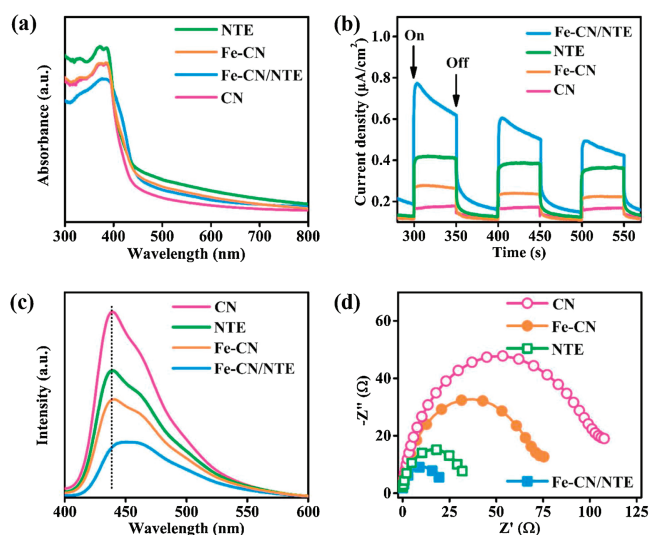 (a)
NTE
Fe-CN
Fe-CN/NTE
CN
Absorbance (a.u.)
300 400 500 600 700 800
Wavelength (nm)
(b)
On
Off
Fe-CN/NTE
NTE
Fe-CN
CN
Current density (μA/cm²)
1.0
0.8
0.6
0.4
0.2
300 350 400 450 500 550
Time (s)
(c)
CN
NTE
Fe-CN
Fe-CN/NTE
Intensity (a.u.)
400 450 500 550 600
Wavelength (nm)
(d)
CN
Fe-CN
NTE
Fe-CN/NTE
-Z'' (Ω)
60
40
20
0
0 25 50 75 100 125
Z' (Ω)